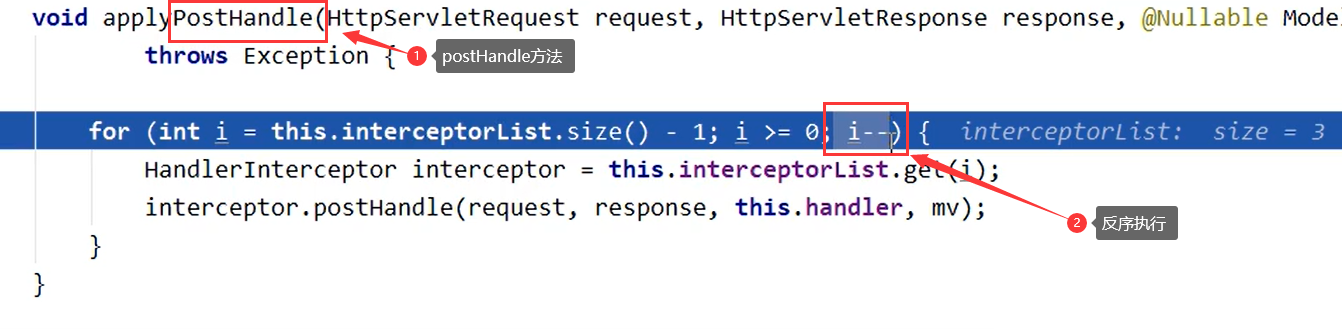 void applyPostHandle(HttpServletRequest request, HttpServletResponse response, @Nullable Model
throws Exception {
1 postHandle方法
for (int i = this.interceptorList.size() - 1; i >= 0; i--) { interceptorList: size = 3
HandlerInterceptor interceptor = this.interceptorList.get(i);
interceptor.postHandle(request, response, this.handler, mv);
2 反序执行
}
}